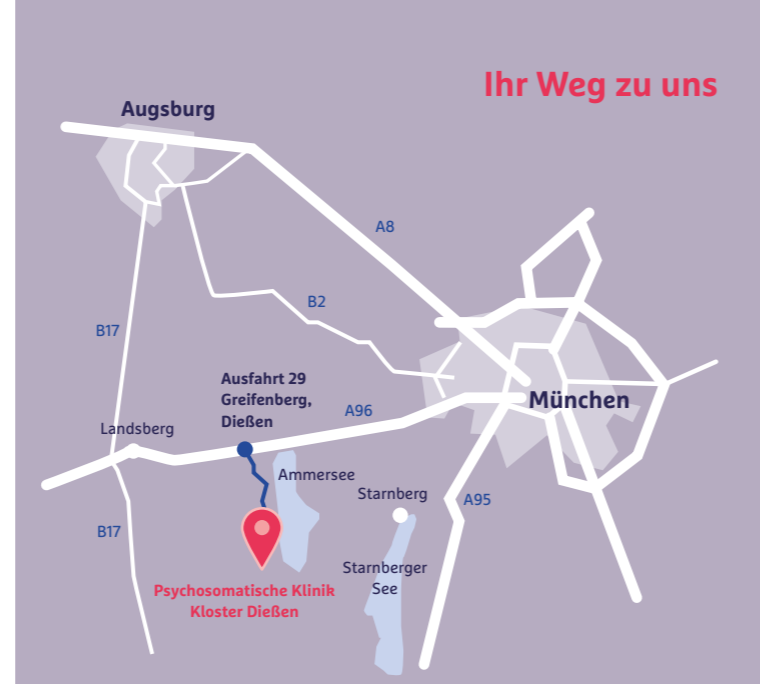 Ihr Weg zu uns
Augsburg
A8
B2
B17
Ausfahrt 29
Greifenberg,
Dießen
A96
München
Landsberg
Ammersee
Starnberg
A95
B17
Starnberger
See
Psychosomatische Klinik
Kloster Dießen